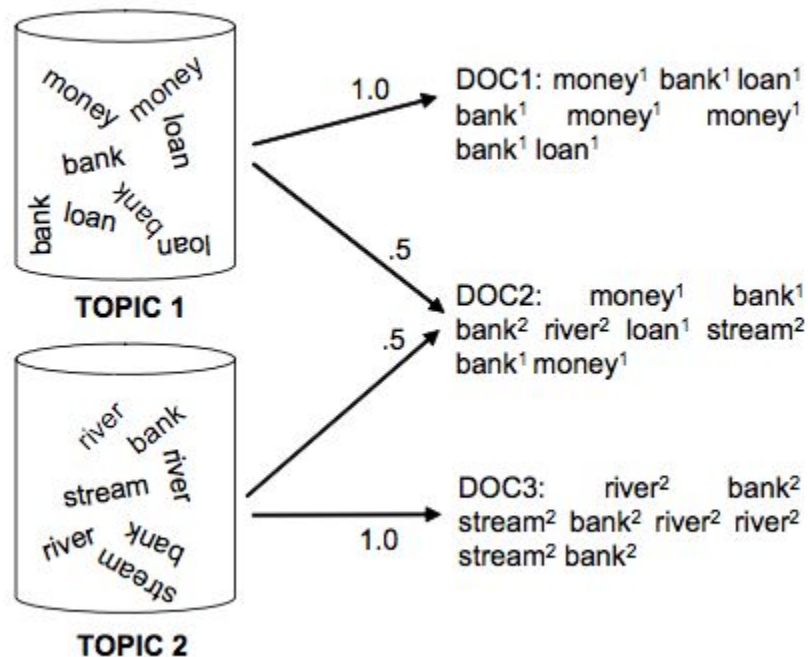 money money
loan
bank
bank loan bank loan
TOPIC 1
1.0
.5
.5
1.0
DOC1: money¹ bank¹ loan¹
bank¹ money¹ money¹
bank¹ loan¹
DOC2: money¹ bank¹
bank² river² loan¹ stream²
bank¹ money¹
DOC3: river² bank²
stream² bank² river² river²
stream² bank²
river bank
river
stream
river bank
stream
TOPIC 2